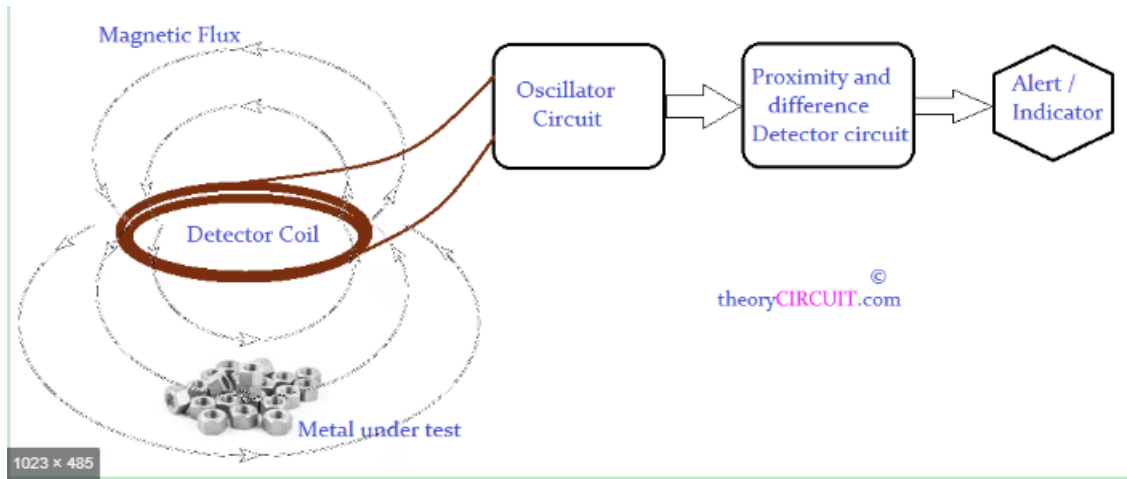 Magnetic Flux
Oscillator
Circuit
Proximity and
difference
Detector circuit
Alert /
Indicator
Detector Coil
©
theoryCIRCUIT.com
Metal under test
1023 × 485